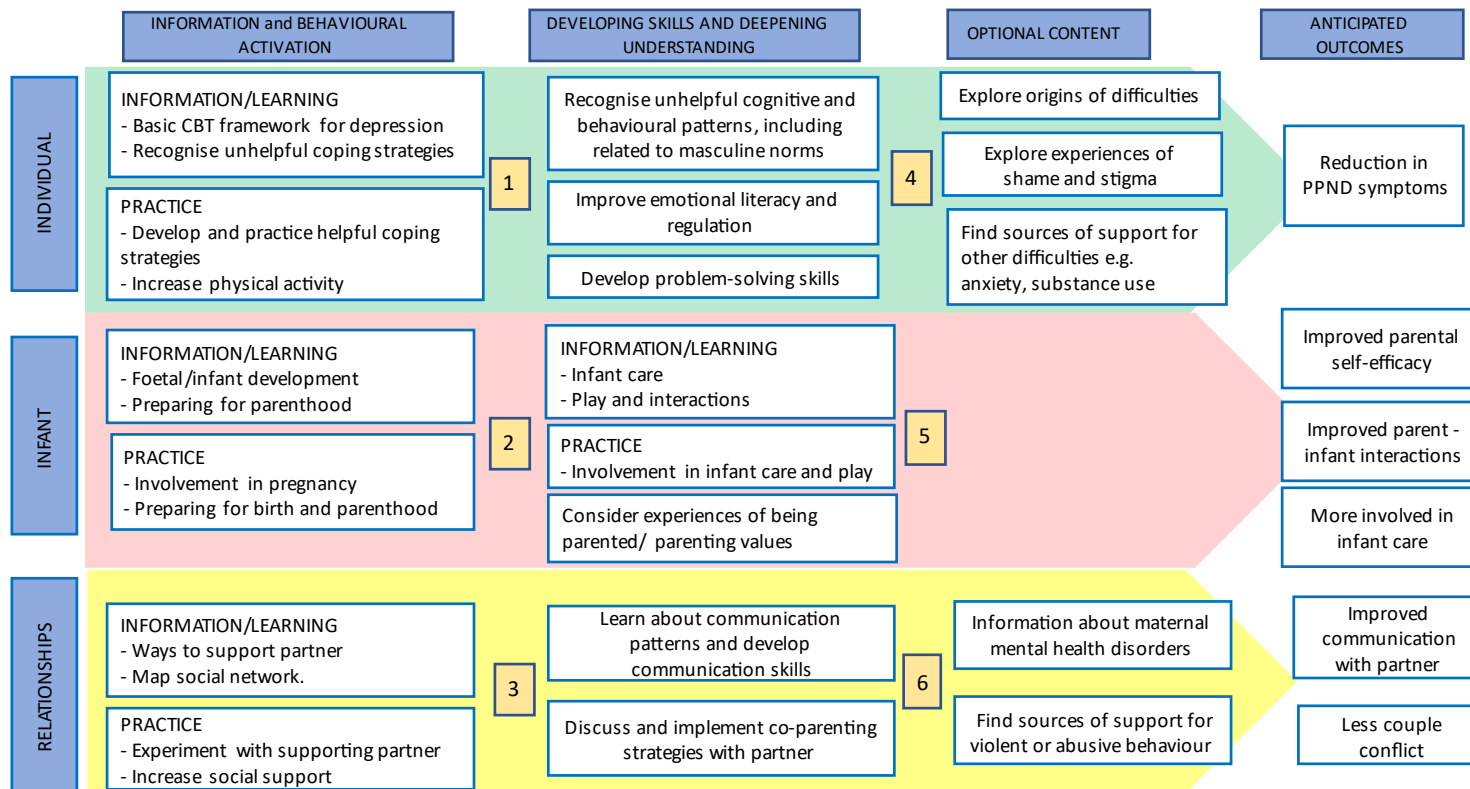 INFORMATION and BEHAVIOURAL
ACTIVATION
DEVELOPING SKILLS AND DEEPENING
UNDERSTANDING
OPTIONAL CONTENT
ANTICIPATED
OUTCOMES
INDIVIDUAL
INFORMATION/LEARNING
- Basic CBT framework for depression
- Recognise unhelpful coping strategies
PRACTICE
- Develop and practice helpful coping
strategies
- Increase physical activity
1
Recognise unhelpful cognitive and
behavioural patterns, including
related to masculine norms
Improve emotional literacy and
regulation
Develop problem-solving skills
4
Explore origins of difficulties
Explore experiences of
shame and stigma
Find sources of support for
other difficulties e.g.
anxiety, substance use
Reduction in
PPND symptoms
INFANT
INFORMATION/LEARNING
- Foetal/infant development
- Preparing for parenthood
PRACTICE
- Involvement in pregnancy
- Preparing for birth and parenthood
2
INFORMATION/LEARNING
- Infant care
- Play and interactions
PRACTICE
- Involvement in infant care and play
Consider experiences of being
parented/ parenting values
5
Improved parental
self-efficacy
Improved parent -
infant interactions
More involved in
infant care
RELATIONSHIPS
INFORMATION/LEARNING
- Ways to support partner
- Map social network.
PRACTICE
- Experiment with supporting partner
- Increase social support
3
Learn about communication
patterns and develop
communication skills
Discuss and implement co-parenting
strategies with partner
6
Information about maternal
mental health disorders
Find sources of support for
violent or abusive behaviour
Improved
communication
with partner
Less couple
conflict